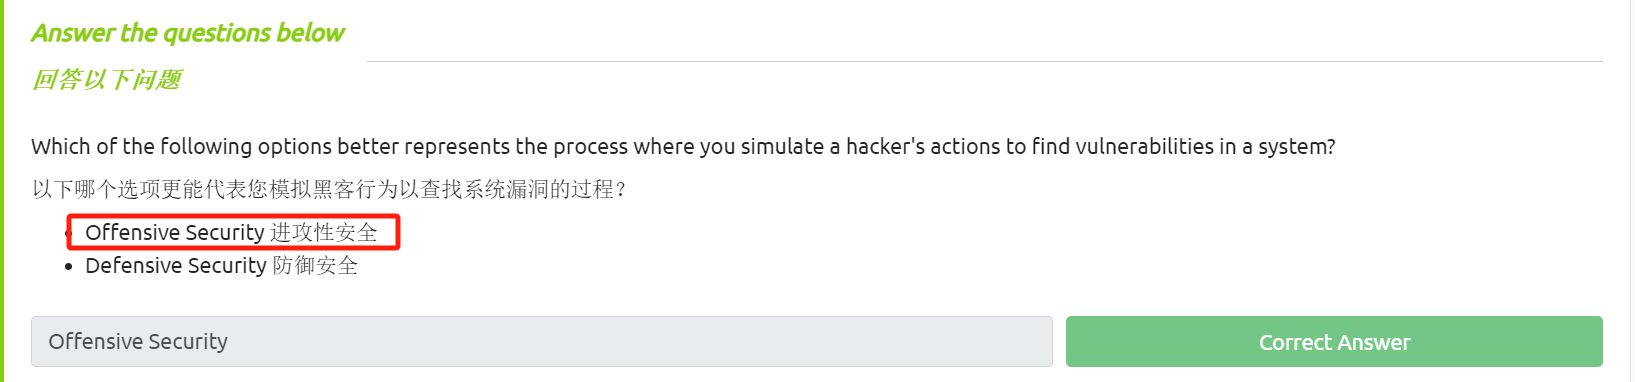 Answer the questions below
回答以下问题
Which of the following options better represents the process where you simulate a hacker's actions to find vulnerabilities in a system?
以下哪个选项更能代表您模拟黑客行为以查找系统漏洞的过程？
Offensive Security 进攻性安全
Defensive Security 防御安全
Offensive Security
Correct Answer